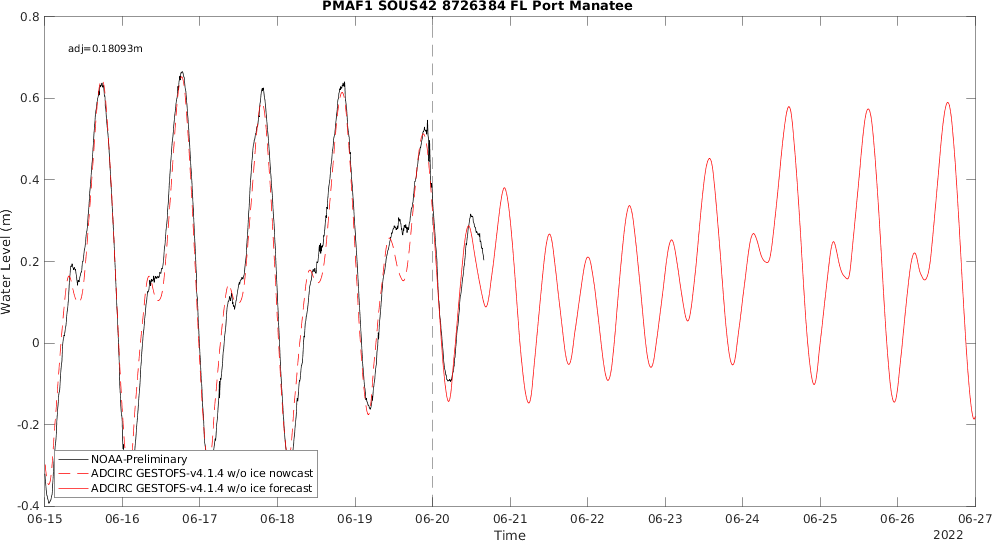 PMAF1 SOUS42 8726384 FL Port Manatee
adj=0.18093m
Water Level (m)
0.8
0.6
0.4
0.2
0
-0.2
-0.4
NOAA-Preliminary
ADCIRC GESTOFS-v4.1.4 w/o ice nowcast
ADCIRC GESTOFS-v4.1.4 w/o ice forecast
06-15 06-16 06-17 06-18 06-19 06-20 06-21 06-22 06-23 06-24 06-25 06-26 06-27
Time
2022